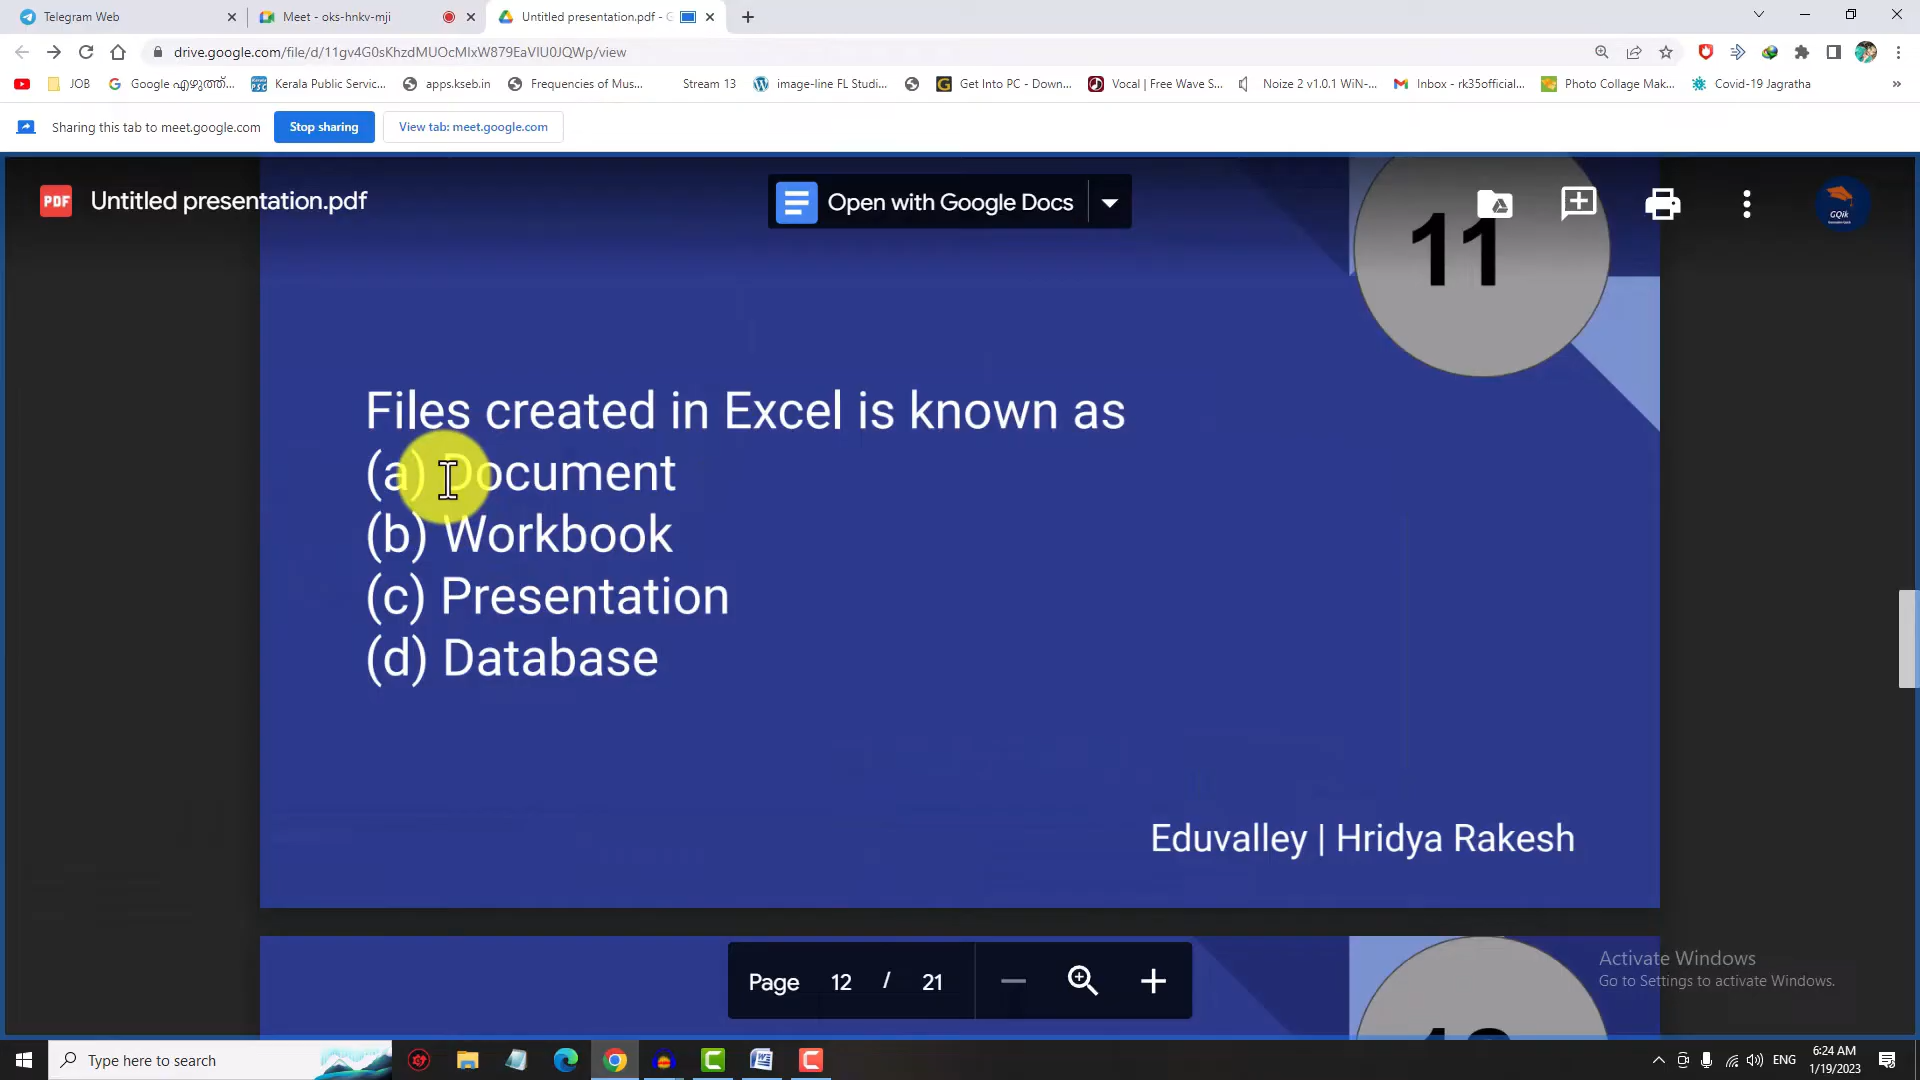 Telegram Web
Meet - oks-hnkv-mji
Untitled presentation.pdf - G
drive.google.com/file/d/11gv4G0sKhzdMUOcMIxW879EaVlU0JQWp/view
JOB
Google എഴുത്ത്...
Kerala Public Servic...
apps.kseb.in
Frequencies of Mus...
Stream 13
image-line FL Studi...
Get Into PC - Down...
Vocal | Free Wave S...
Noize 2 v1.0.1 WiN-...
Inbox - rk35official...
Photo Collage Mak...
Covid-19 Jagratha
»
Sharing this tab to meet.google.com
Stop sharing
View tab: meet.google.com
PDF
Untitled presentation.pdf
Open with Google Docs
GQik
11
Files created in Excel is known as
(a) Document
(b) Workbook
(c) Presentation
(d) Database
Eduvalley | Hridya Rakesh
Page 12 / 21
Activate Windows
Go to Settings to activate Windows.
Type here to search
ENG
6:24 AM
1/19/2023